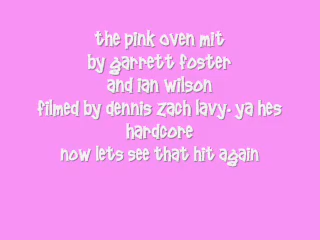 the pink oven mit
by garrett foster
and ian wilson
filmed by dennis zach lavy. ya hes
hardcore
now lets see that hit again